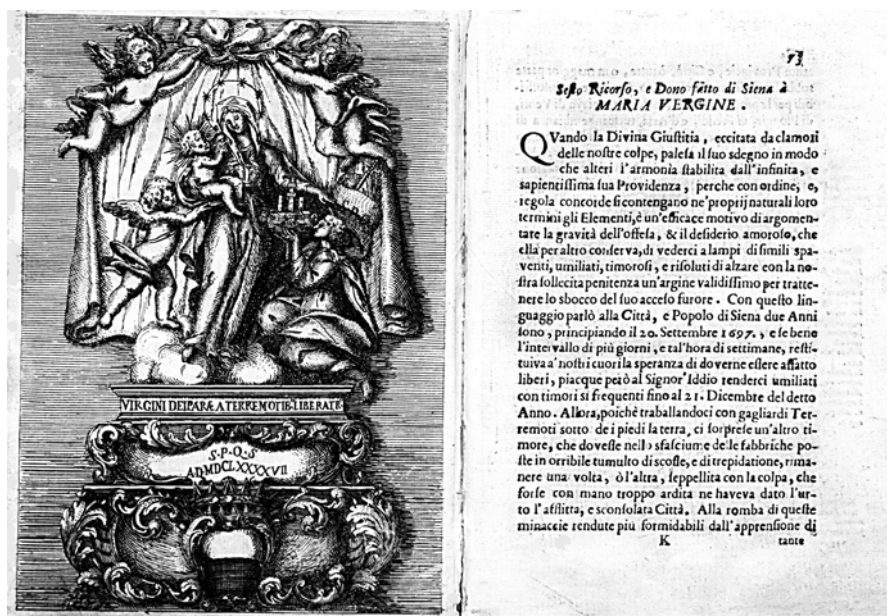 VIRGINI DEIPARÆ A TERREMOTIB: LIBERATE
S·P·Q·S
AD·MDCLXXXXVII
73
Sesto Ricorso, e Dono fatto di Siena à
MARIA VERGINE.
QVando la Divina Giustitia, eccitata da clamori
delle nostre colpe, palesa il suo sdegno in modo
che alteri l'armonia stabilita dall'infinita, e
sapientissima sua Providenza, perche con ordine, e,
regola concorde si contengano ne'proprij naturali loro
termini gli Elementi, è un'efficace motivo di argomen-
tare la gravità dell'offesa, & il desiderio amoroso, che
ella per altro conserva, di vederci a lampi di simili spa-
venti, umiliati, timorosi, e risoluti di alzare con la no-
stra sollecita penitenza un'argine validissimo per tratte-
nere lo sbocco del suo acceso furore. Con questo lin-
guaggio parlò alla Città, e Popolo di Siena due Anni
sono, principiando il 20. Settembre 1697., e se bene
l'intervallo di più giorni, e tal'hora di settimane, resti-
tuiva a'nostri cuori la speranza di doverne essere affatto
liberi, piacque però al Signor'Iddio renderci umiliati
con timori si frequenti fino al 21. Dicembre del detto
Anno. Allora, poichè traballandoci con gagliardi Ter-
remoti sotto de i piedi la terra, ci sorprese un'altro ti-
more, che dovesse nello sfasciume delle fabbriche po-
ste in orribile tumulto di scosse, e di trepidatione, rima-
nere una volta, ò l'altra, seppellita con la colpa, che
forse con mano troppo ardita ne haveva dato l'ur-
to l'afflitta, e sconsolata Città. Alla romba di queste
minaccie rendute più formidabili dall'apprensione di
K tante